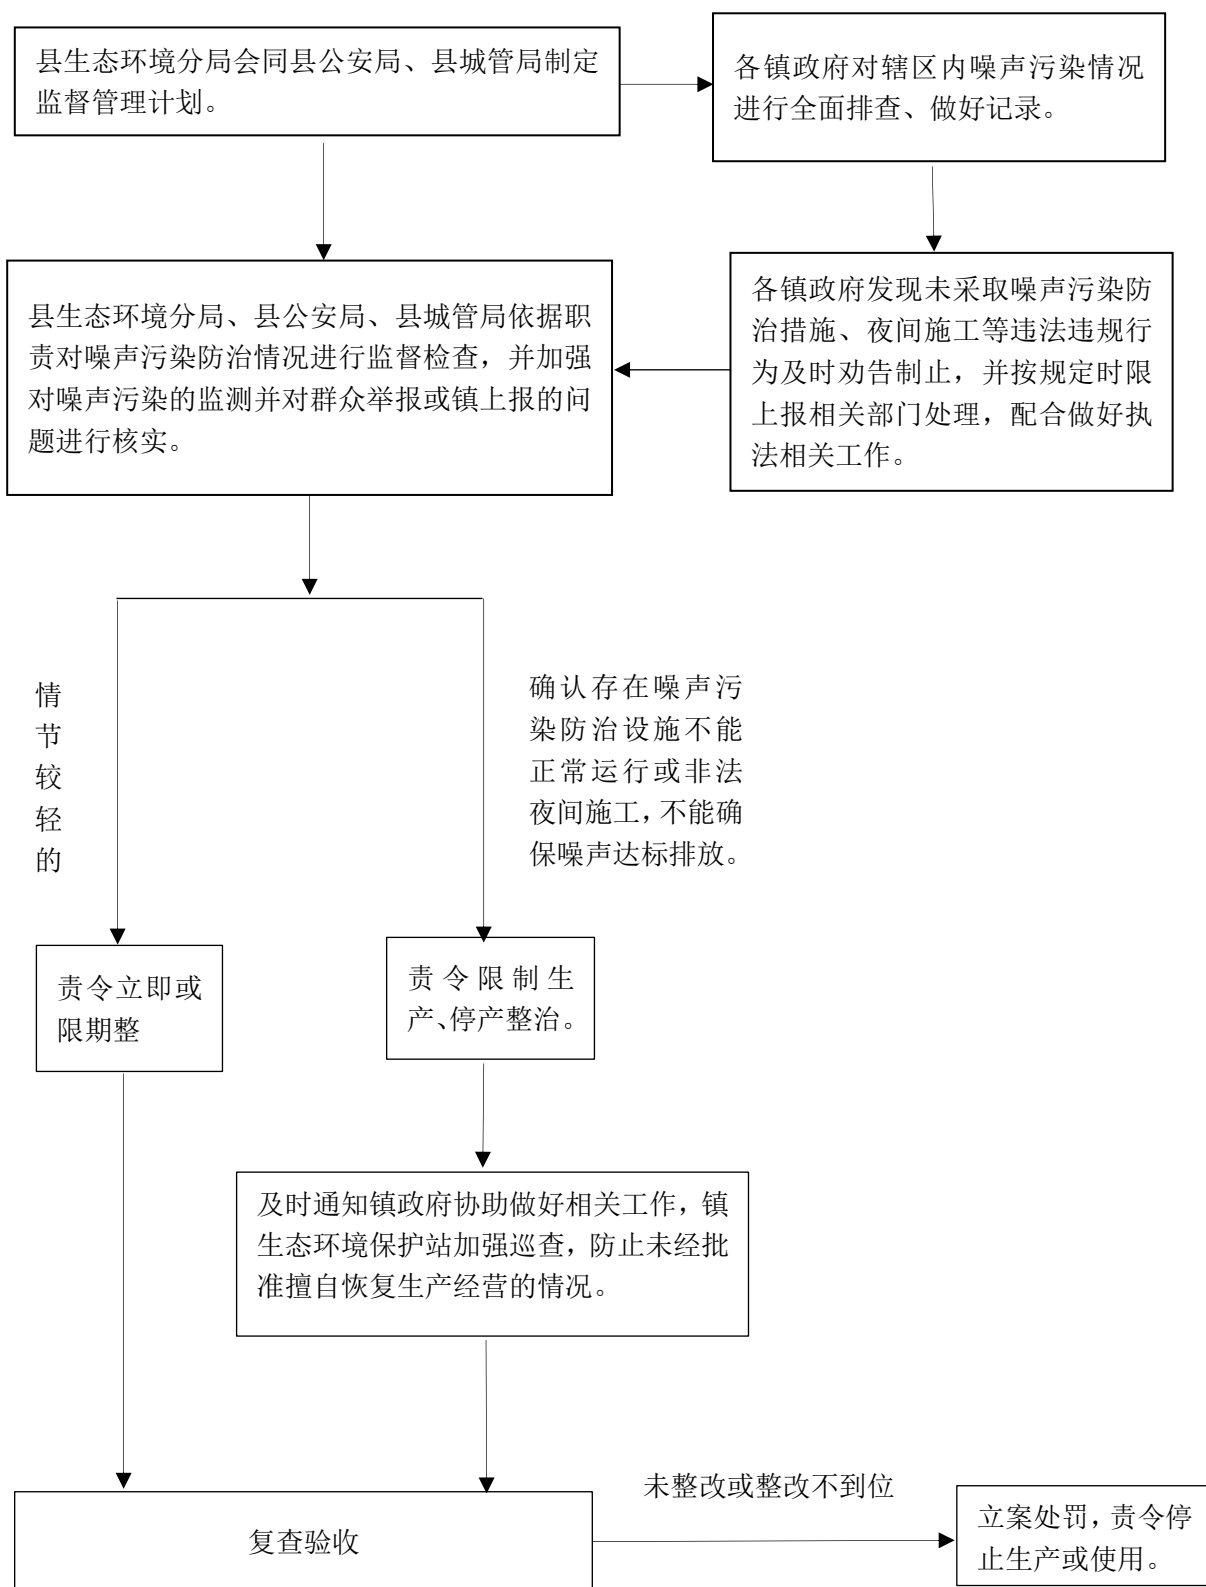 县生态环境分局会同县公安局、县城管局制定
监督管理计划。
各镇政府对辖区内噪声污染情况
进行全面排查、做好记录。
县生态环境分局、县公安局、县城管局依据职
责对噪声污染防治情况进行监督检查，并加强
对噪声污染的监测并对群众举报或镇上报的问
题进行核实。
各镇政府发现未采取噪声污染防
治措施、夜间施工等违法违规行
为及时劝告制止，并按规定时限
上报相关部门处理，配合做好执
法相关工作。
情
节
较
轻
的
确认存在噪声污
染防治设施不能
正常运行或非法
夜间施工，不能确
保噪声达标排放。
责令立即或
限期整
责令限制生
产、停产整治。
及时通知镇政府协助做好相关工作，镇
生态环境保护站加强巡查，防止未经批
准擅自恢复生产经营的情况。
复查验收
未整改或整改不到位
立案处罚，责令停
止生产或使用。